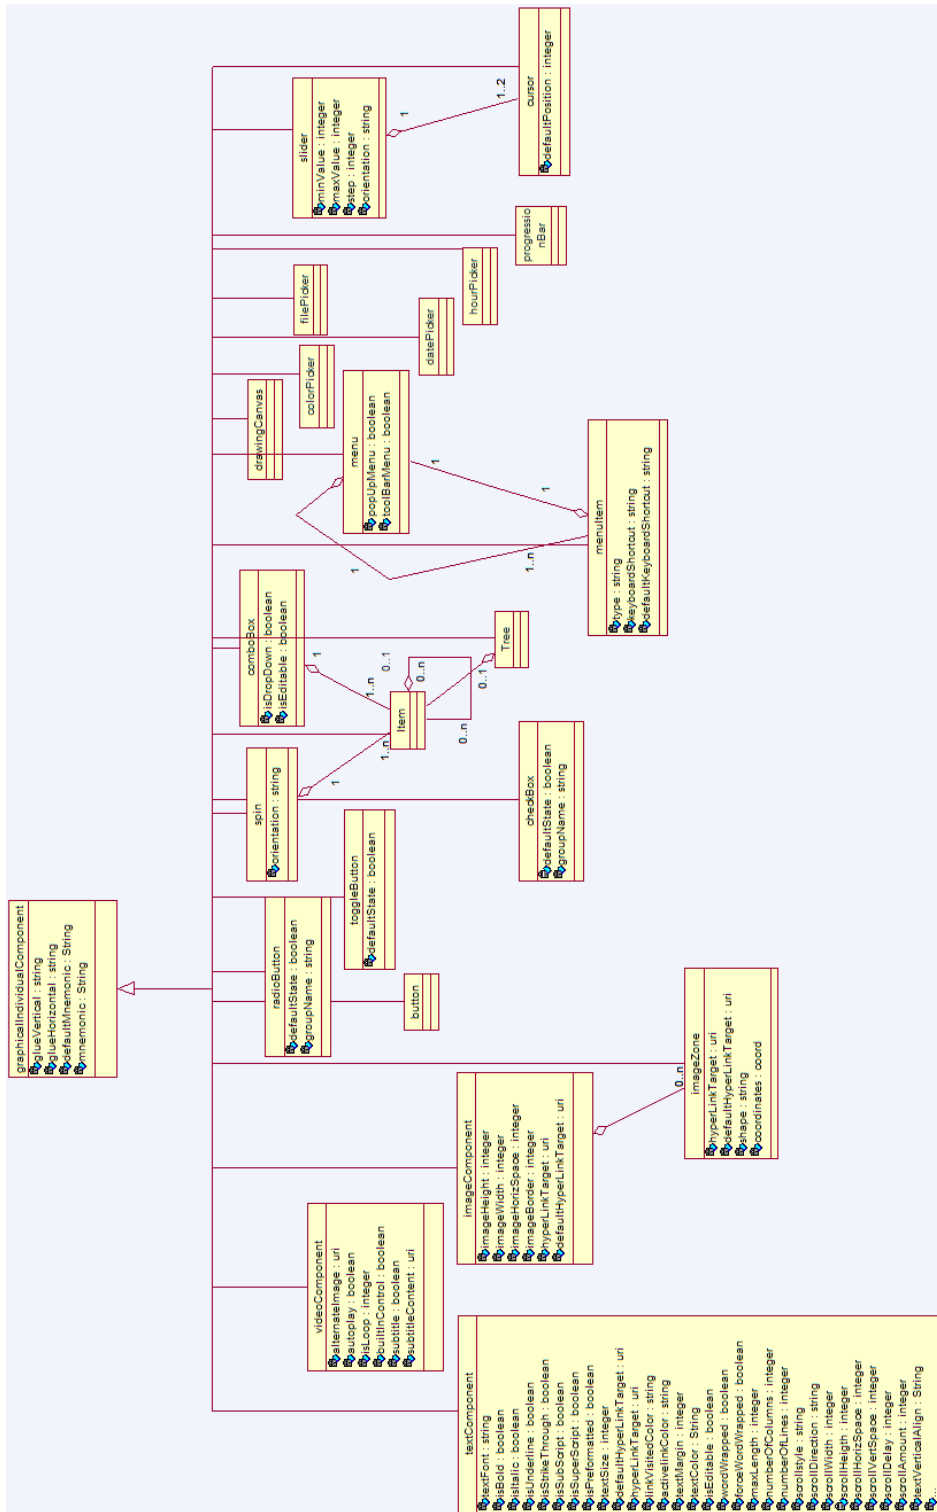 graphicalIndividualComponent
glueVertical : string
glueHorizontal : string
defaultMnemonic : String
mnemonic : String
textComponent
textFont : string
isBold : boolean
isItalic : boolean
isUnderline : boolean
isStrikeThrough : boolean
isSubScript : boolean
isSuperScript : boolean
isPreformatted : boolean
textSize : integer
defaultHyperLinkTarget : uri
hyperLinkTarget : uri
linkVisitedColor : string
activelinkColor : string
textMargin : integer
textColor : String
isEditable : boolean
wordWrapped : boolean
forceWordWrapped : boolean
maxLength : integer
numberOfColumns : integer
numberOfLines : integer
scrollstyle : string
scrollDirection : string
scrollWidth : integer
scrollHeigth : integer
scrollHorizSpace : integer
scrollVertSpace : integer
scrollDelay : integer
scrollAmount : integer
textVerticalAlign : String
videoComponent
alternateImage : uri
autoplay : boolean
isLoop : integer
builtInControl : boolean
subtitle : boolean
subtitleContent : uri
imageComponent
imageHeight : integer
imageWidth : integer
imageHorizSpace : integer
imageBorder : integer
hyperLinkTarget : uri
defaultHyperLinkTarget : uri
0..n
imageZone
hyperLinkTarget : uri
defaultHyperLinkTarget : uri
shape : string
coordinates : coord
radioButton
defaultState : boolean
groupName : string
button
toggleButton
defaultState : boolean
spin
orientation : string
1
1..n
checkBox
defaultState : boolean
groupName : string
comboBox
isDropDown : boolean
isEditable : boolean
1
1..n
Item
0..1
0..n
0..n
0..1
Tree
drawingCanvas
menu
popUpMenu : boolean
toolBarMenu : boolean
1
1
1
1..n
menuItem
type : string
keyboardShortcut : string
defaultKeyboardShortcut : string
colorPicker
datePicker
filePicker
hourPicker
progressio
nBar
slider
minValue : integer
maxValue : integer
step : integer
orientation : string
1
1..2
cursor
defaultPosition : integer